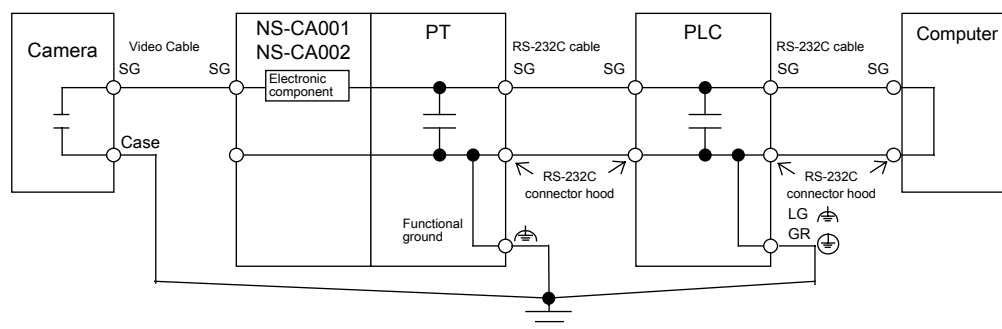 Camera
Video Cable
SG
SG
NS-CA001
NS-CA002
Electronic
component
PT
RS-232C cable
SG
SG
PLC
RS-232C cable
SG
SG
Computer
Case
RS-232C
connector hood
RS-232C
connector hood
Functional
ground
LG
GR